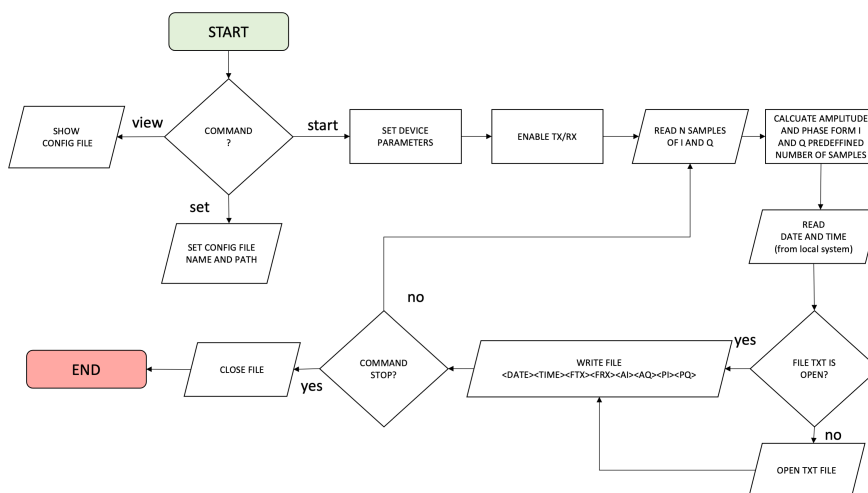 START
COMMAND
?
view
start
set
SHOW
CONFIG FILE
SET CONFIG FILE
NAME AND PATH
SET DEVICE
PARAMETERS
ENABLE TX/RX
READ N SAMPLES
OF I AND Q
CALCUATE AMPLITUDE
AND PHASE FORM I
AND Q PREDEFFINED
NUMBER OF SAMPLES
READ
DATE AND TIME
(from local system)
FILE TXT IS
OPEN?
yes
no
OPEN TXT FILE
WRITE FILE
<DATE><TIME><FTX><FRX><AI><AQ><PI><PQ>
COMMAND
STOP?
no
yes
CLOSE FILE
END